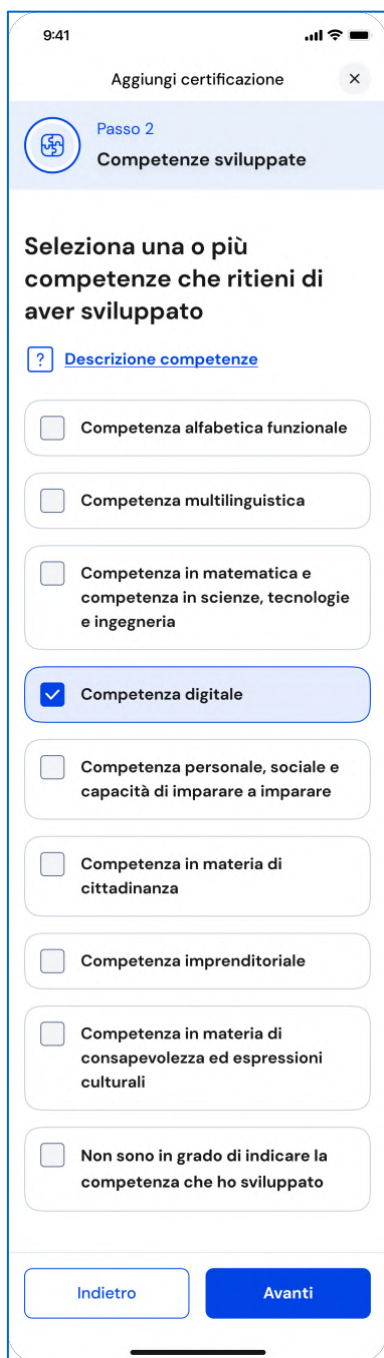 9:41
Aggiungi certificazione
Passo 2
Competenze sviluppate
Seleziona una o più
competenze che ritieni di
aver sviluppato
? Descrizione competenze
Competenza alfabetica funzionale
Competenza multilinguistica
Competenza in matematica e
competenza in scienze, tecnologie
e ingegneria
Competenza digitale
Competenza personale, sociale e
capacità di imparare a imparare
Competenza in materia di
cittadinanza
Competenza imprenditoriale
Competenza in materia di
consapevolezza ed espressioni
culturali
Non sono in grado di indicare la
competenza che ho sviluppato
Indietro
Avanti